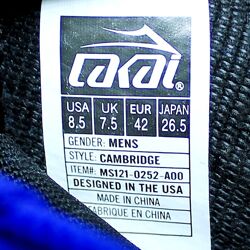 LAKAI
USA UK EUR JAPAN
8.5 7.5 42 26.5
GENDER: MENS
STYLE: CAMBRIDGE
ITEM#: MS121-0252-A00
DESIGNED IN THE USA
MADE IN CHINA
FABRIQUÉ EN CHINA